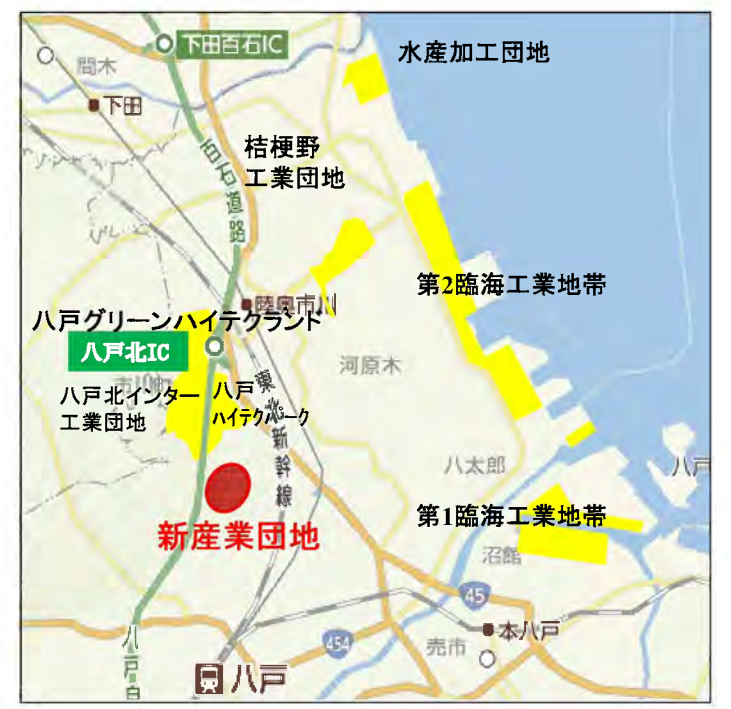 下田百石IC
水産加工団地
間木
下田
桔梗野
工業団地
百石道路
第2臨海工業地帯
陸奥市川
八戸グリーンハイテクランド
八戸北IC
河原木
八戸北インター
工業団地
八戸
ハイテクパーク
東北新幹線
八太郎
八戸
新産業団地
第1臨海工業地帯
沼館
45
454
本八戸
売市
八戸自
八戸